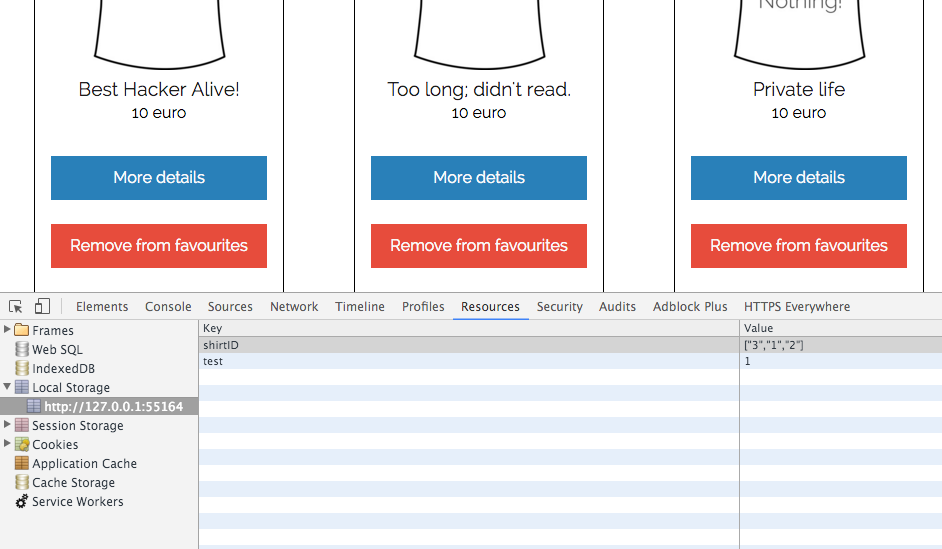 Nothing!
Best Hacker Alive! Too long; didn't read. Private life
10 euro 10 euro 10 euro
More details More details More details
Remove from favourites Remove from favourites Remove from favourites
Elements Console Sources Network Timeline Profiles Resources Security Audits Adblock Plus HTTPS Everywhere
Frames
Web SQL
IndexedDB
Local Storage
http://127.0.0.1:55164
Session Storage
Cookies
Application Cache
Cache Storage
Service Workers
Key Value
shirtID ["3","1","2"]
test 1